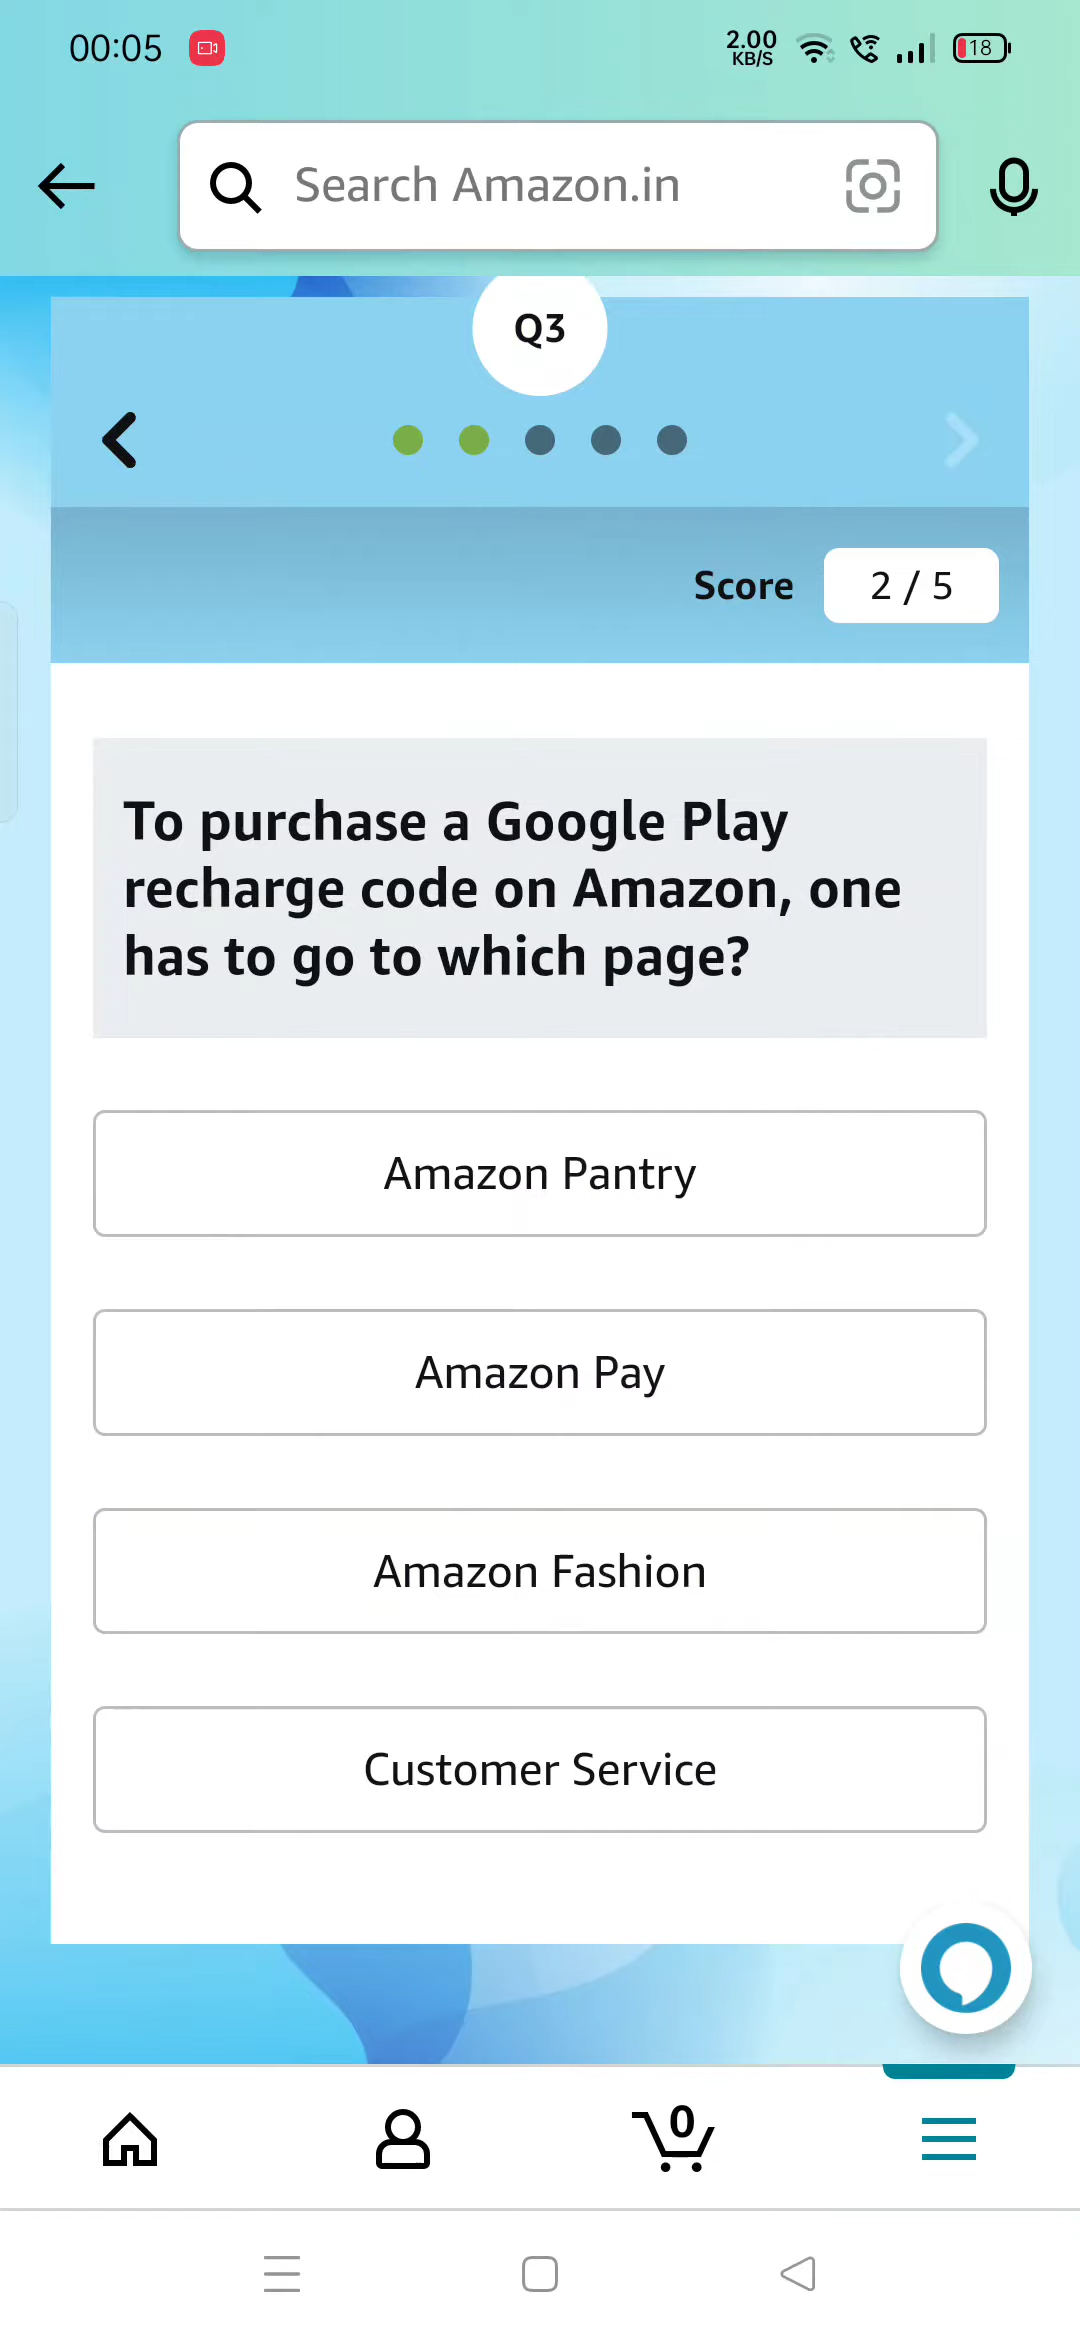 00:05
2.00
KB/S
18
Search Amazon.in
Q3
Score
2 / 5
To purchase a Google Play
recharge code on Amazon, one
has to go to which page?
Amazon Pantry
Amazon Pay
Amazon Fashion
Customer Service
0